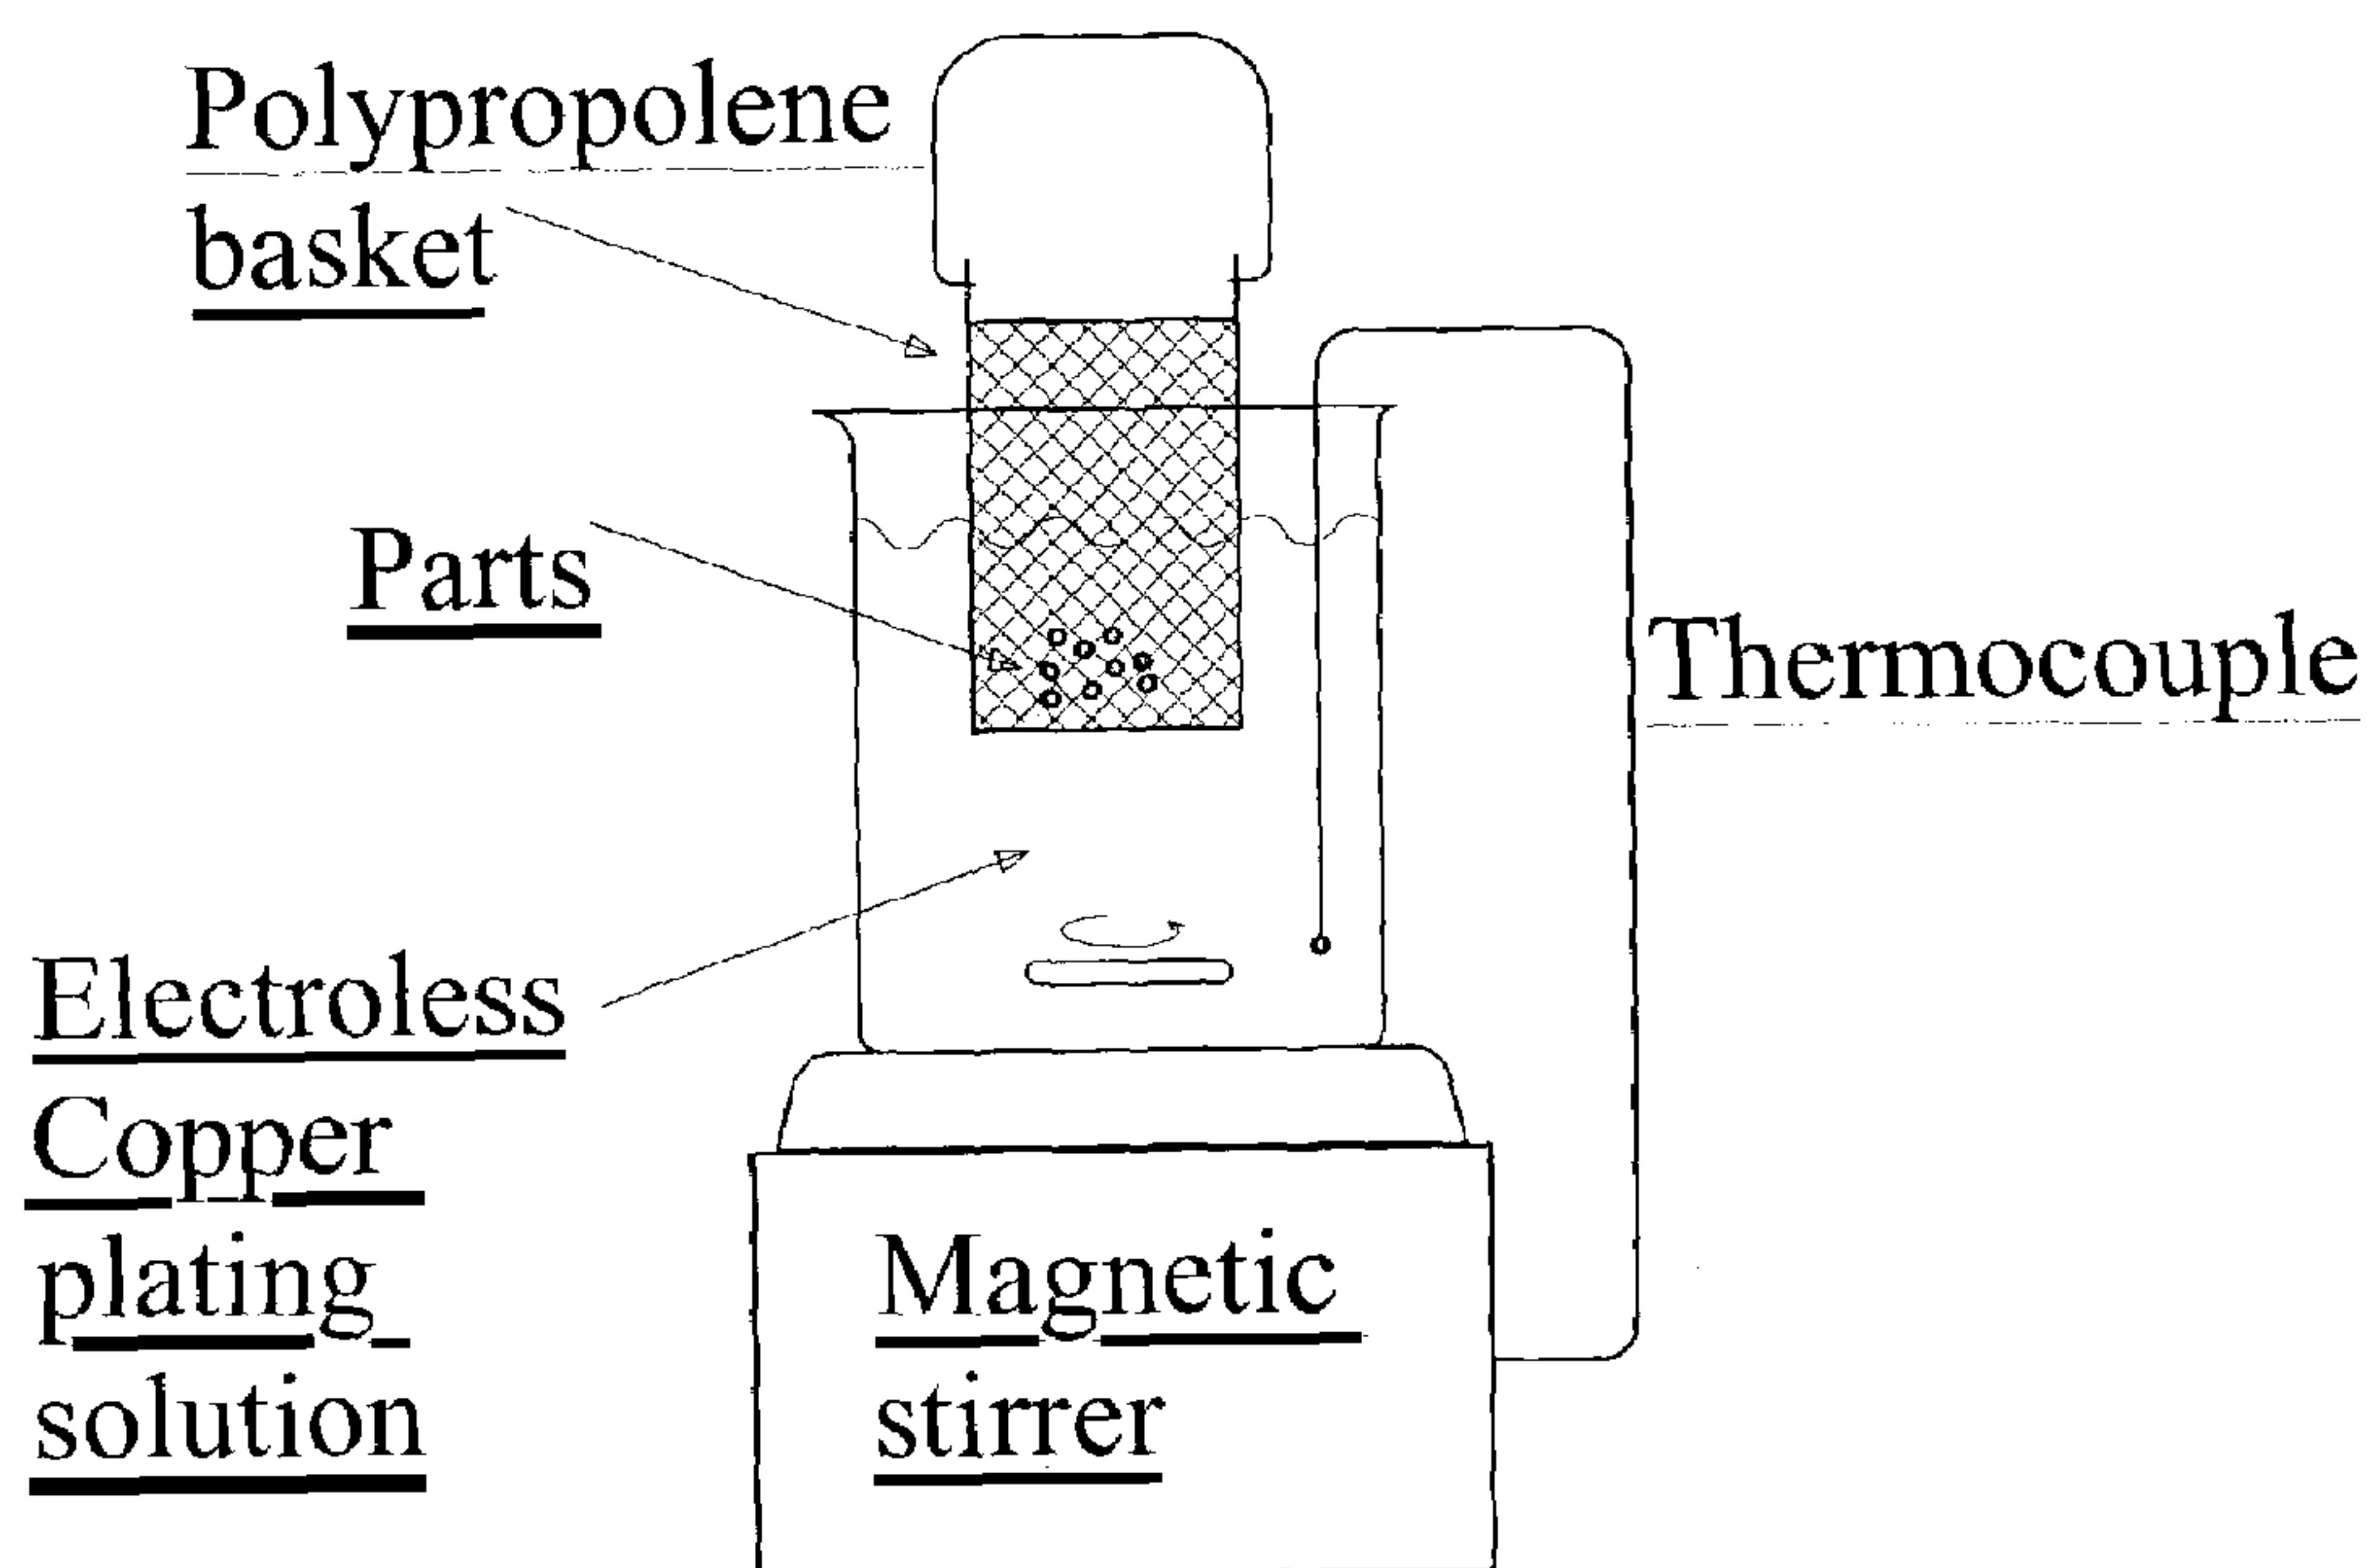 Polypropolene
basket
Parts
Thermocouple
Electroless
Copper
plating
solution
Magnetic
stirrer